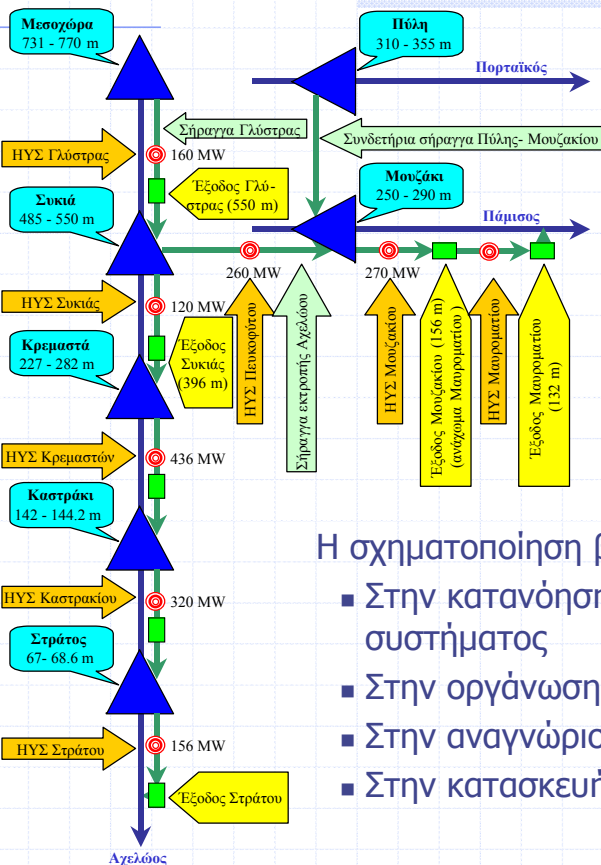 Μεσοχώρα
731 - 770 m
Πύλη
310 - 355 m
Πορταϊκός
Σήραγγα Γλύστρας
Συνδετήρια σήραγγα Πύλης- Μουζακίου
ΗΥΣ Γλύστρας
160 MW
Έξοδος Γλύ-
στρας (550 m)
Μουζάκι
250 - 290 m
Πάμισος
Συκιά
485 - 550 m
260 MW
270 MW
ΗΥΣ Συκιάς
120 MW
Έξοδος
Συκιάς
(396 m)
ΗΥΣ Πευκοφύτου
Σήραγγα εκτροπής Αχελώου
ΗΥΣ Μουζακίου
Έξοδος Μουζακίου (156 m)
(ανάχωμα Μαυροματίου)
ΗΥΣ Μαυροματίου
Έξοδος Μαυροματίου
(132 m)
Κρεμαστά
227 - 282 m
ΗΥΣ Κρεμαστών
436 MW
Καστράκι
142 - 144.2 m
ΗΥΣ Καστρακίου
320 MW
Στράτος
67- 68.6 m
ΗΥΣ Στράτου
156 MW
Έξοδος Στράτου
Αχελώος
Η σχηματοποίηση
Στην κατανόηση
συστήματος
Στην οργάνωση
Στην
Στην κατασκευή